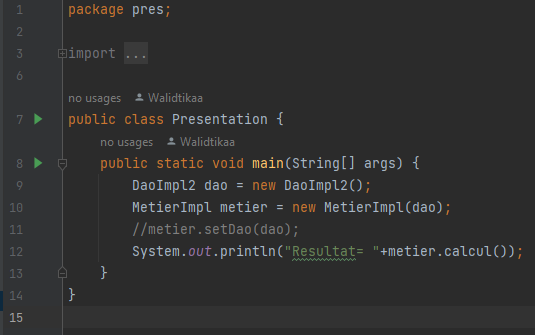 1 package pres;
2
3 import ...
6
no usages Walidtikaa
7 public class Presentation {
no usages Walidtikaa
8 public static void main(String[] args) {
9 DaoImpl2 dao = new DaoImpl2();
10 MetierImpl metier = new MetierImpl(dao);
11 //metier.setDao(dao);
12 System.out.println("Resultat= "+metier.calcul());
13 }
14 }
15